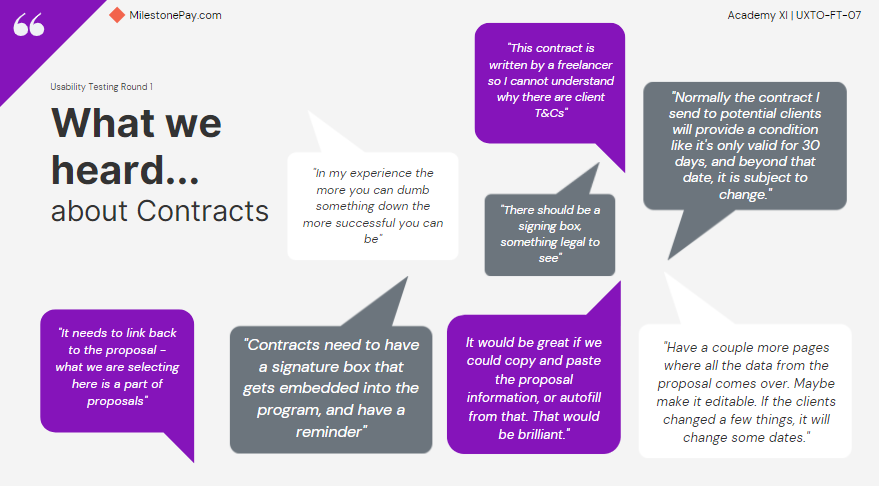 MilestonePay.com
Academy XI | UXTO-FT-07
Usability Testing Round 1
What we
heard...
about Contracts
"This contract is
written by a freelancer
so I cannot understand
why there are client
T&Cs"
"Normally the contract I
send to potential clients
will provide a condition
like it's only valid for 30
days, and beyond that
date, it is subject to
change."
"In my experience the
more you can dumb
something down the
more successful you can
be"
"There should be a
signing box,
something legal to
see"
"It needs to link back
to the proposal -
what we are selecting
here is a part of
proposals"
"Contracts need to have
a signature box that
gets embedded into the
program, and have a
reminder"
It would be great if we
could copy and paste
the proposal
information, or autofill
from that. That would
be brilliant."
"Have a couple more pages
where all the data from the
proposal comes over. Maybe
make it editable. If the clients
changed a few things, it will
change some dates."